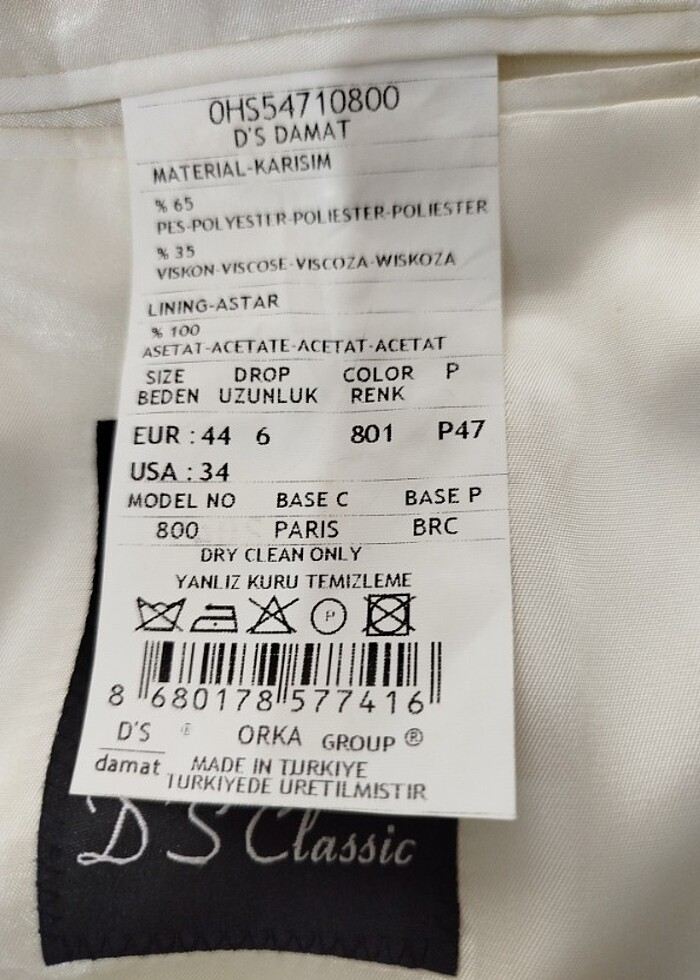 0HS54710800
D'S DAMAT
MATERIAL-KARISIM
% 65
PES-POLYESTER-POLIESTER-POLIESTER
% 35
VISKON-VISCOSE-VISCOZA-WISKOZA
LINING-ASTAR
% 100
ASETAT-ACETATE-ACETAT-ACETAT
SIZE DROP COLOR P
BEDEN UZUNLUK RENK
EUR : 44 6 801 P47
USA : 34
MODEL NO BASE C BASE P
800 PARIS BRC
DRY CLEAN ONLY
YANLIZ KURU TEMIZLEME
P
8 680178 577416
D'S ® ORKA GROUP ®
damat MADE IN TURKIYE
TURKIYEDE URETILMISTIR
D'S Classic